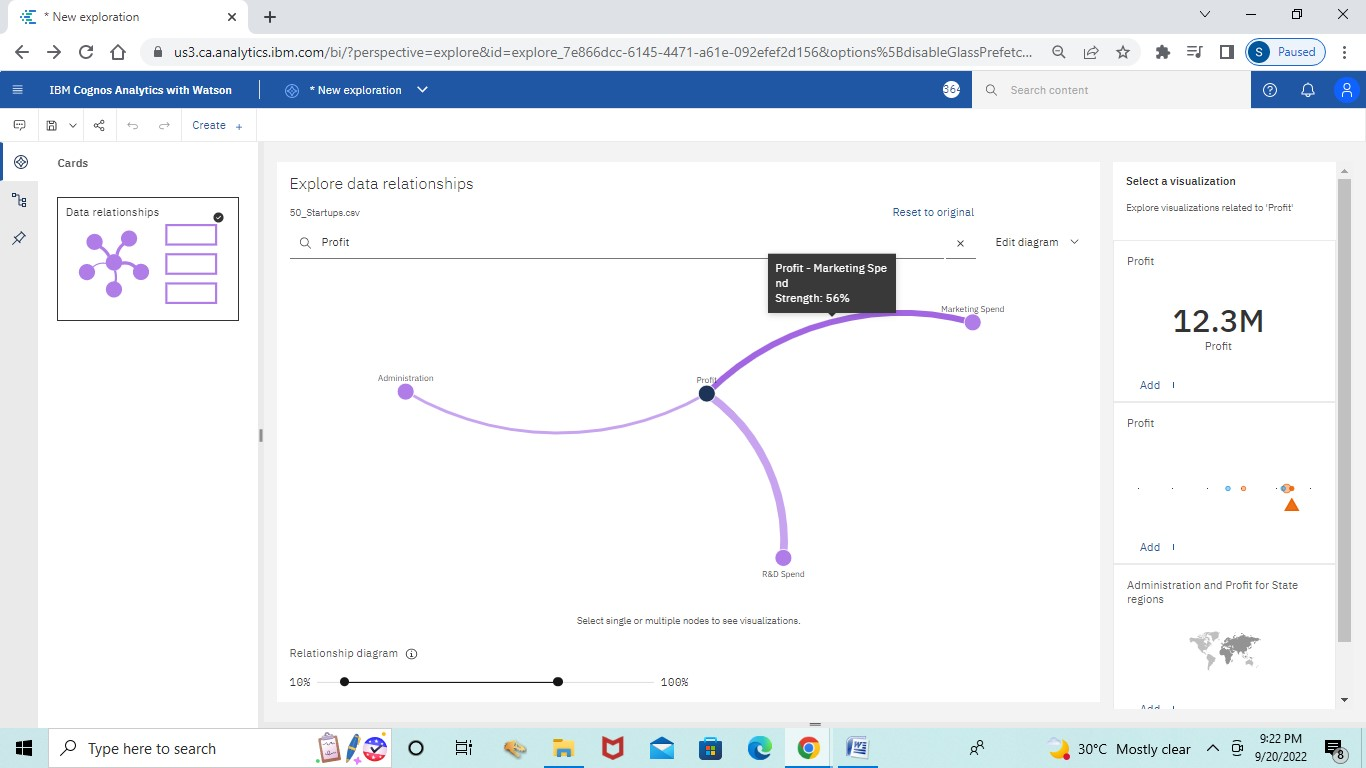 * New exploration
us3.ca.analytics.ibm.com/bi/?perspective=explore&id=explore_7e866dcc-6145-4471-a61e-092efef2d156&options%5BdisableGlassPrefetc...
S Paused
IBM Cognos Analytics with Watson
* New exploration
364
Search content
Create +
Cards
Data relationships
Explore data relationships
50_Startups.csv
Reset to original
Profit
Edit diagram
Profit - Marketing Spe
nd
Strength: 56%
Marketing Spend
Administration
Profit
R&D Spend
Select single or multiple nodes to see visualizations.
Relationship diagram
10%
100%
Select a visualization
Explore visualizations related to 'Profit'
Profit
12.3M
Profit
Add
Profit
Add
Administration and Profit for State
regions
Add
Type here to search
30°C Mostly clear
9:22 PM
9/20/2022
8